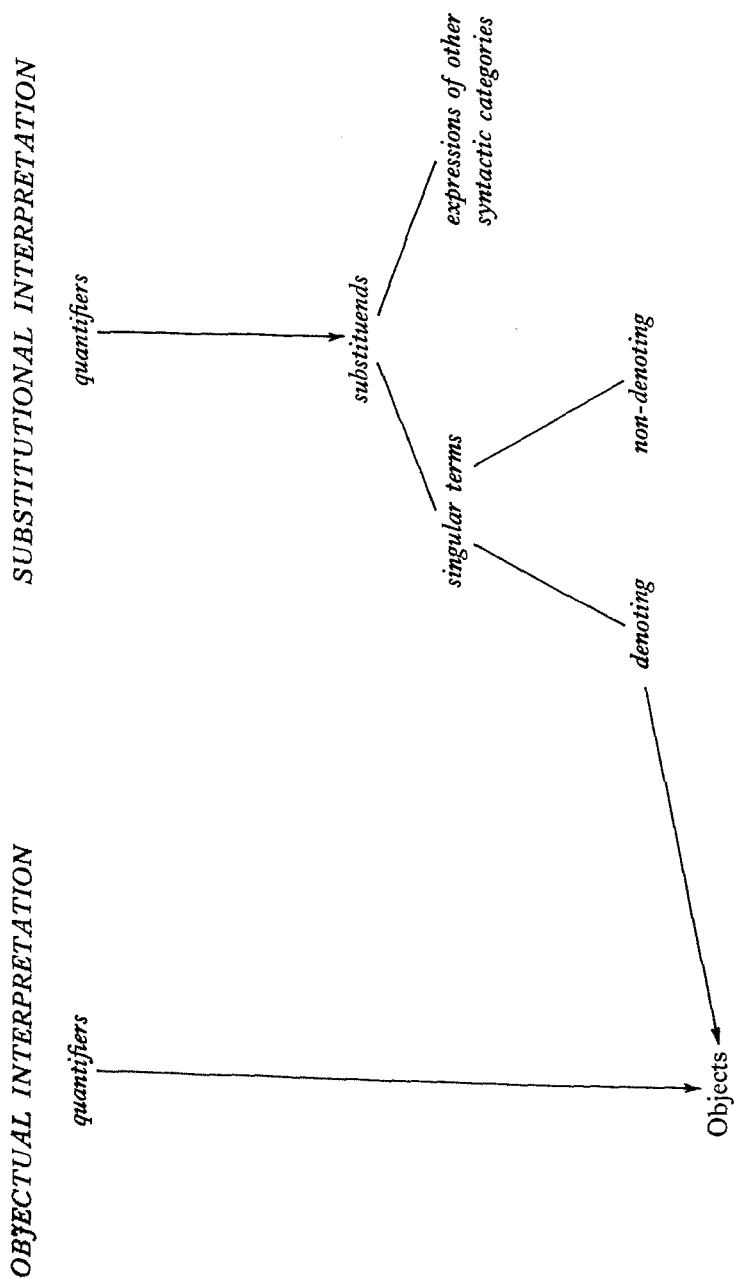 OBJECTUAL INTERPRETATION
SUBSTITUTIONAL INTERPRETATION
quantifiers
quantifiers
substituends
singular terms
expressions of other
syntactic categories
denoting
non-denoting
Objects